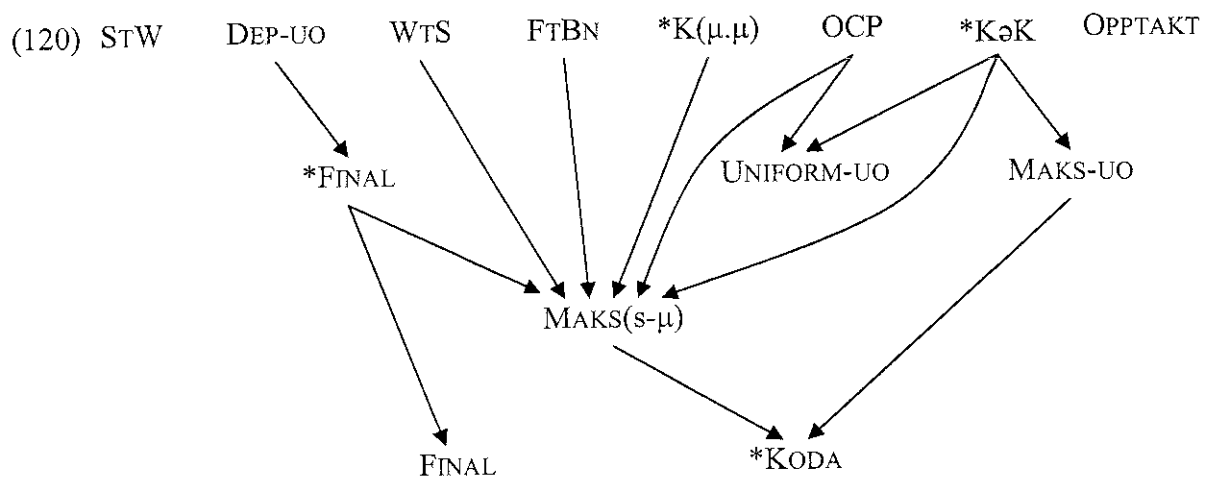 (120) STW DEP-UO WTS FTBN *K(μ.μ) OCP *KəK OPPTAKT
*FINAL UNIFORM-UO MAKS-UO
MAKS(s-μ)
FINAL *KODA